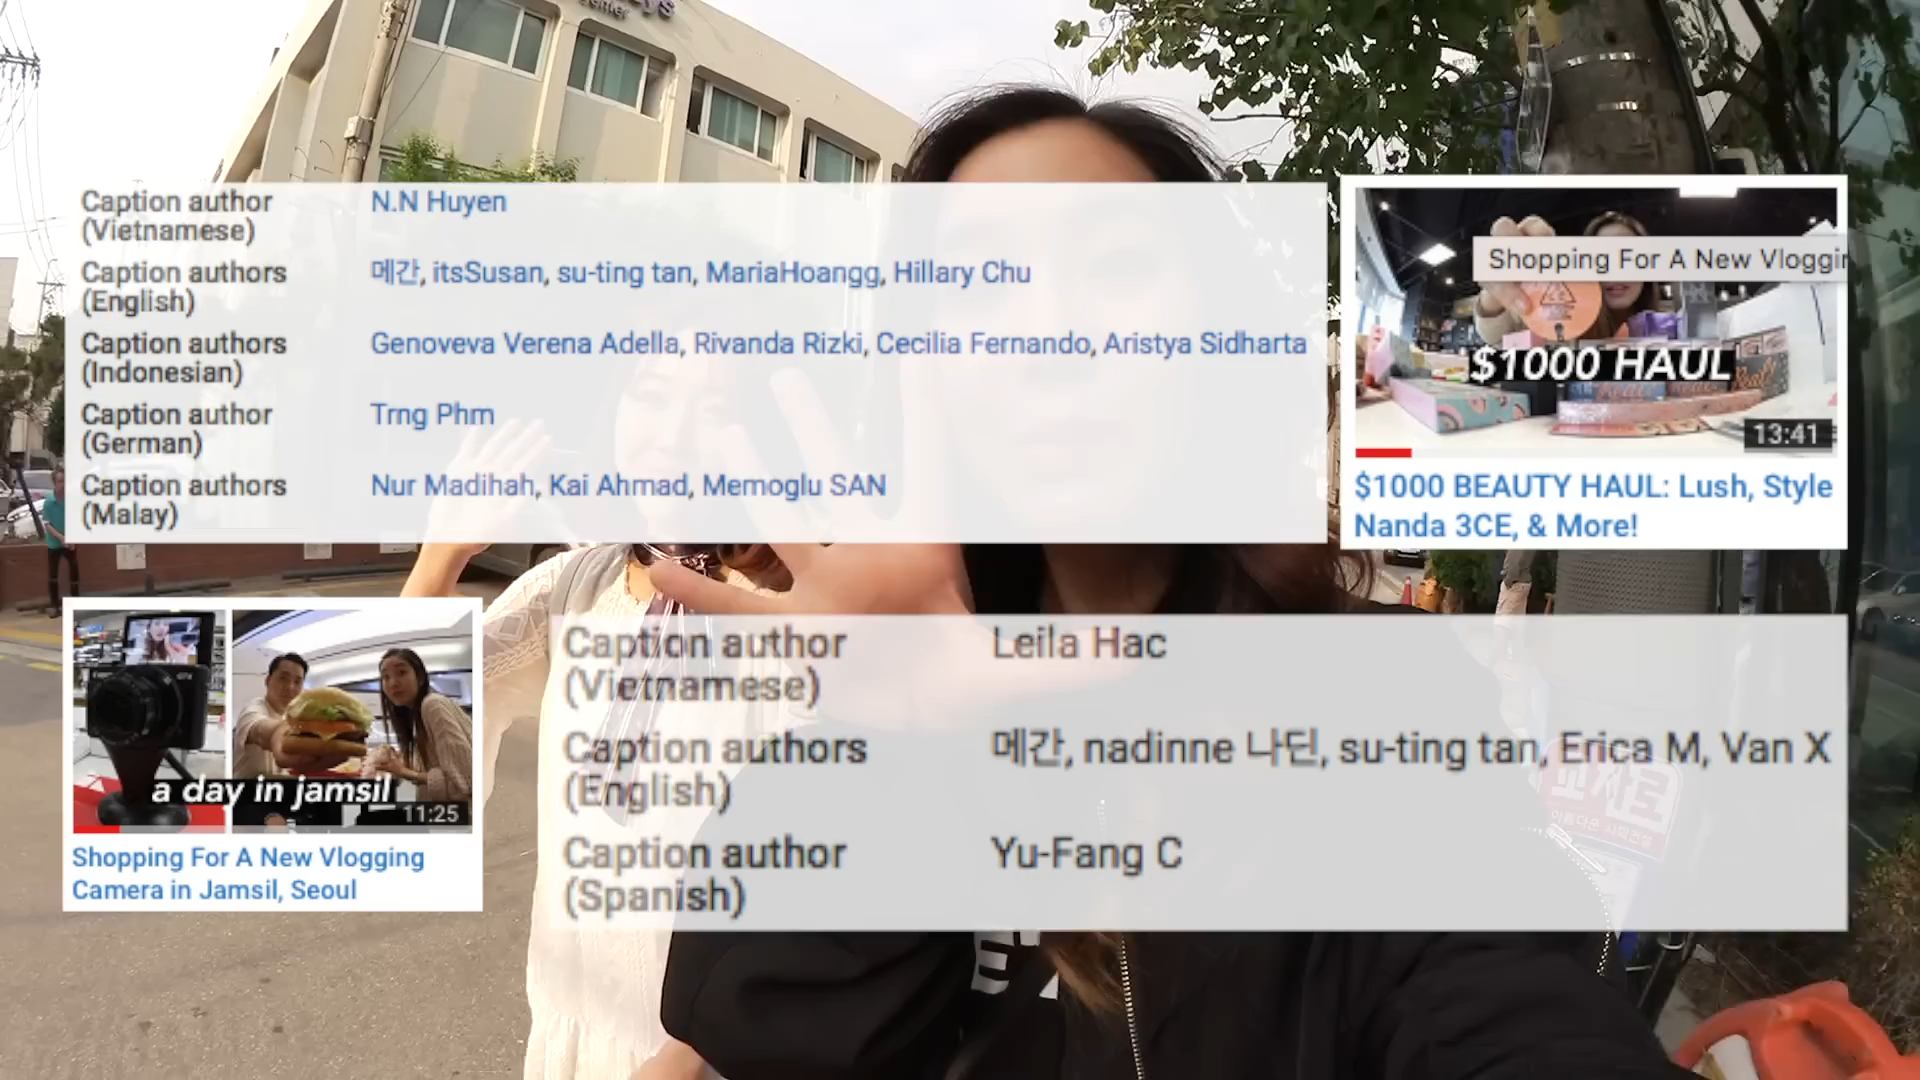 Caption author
(Vietnamese)
N.N Huyen
Caption authors
(English)
메간, itsSusan, su-ting tan, MariaHoangg, Hillary Chu
Caption authors
(Indonesian)
Genoveva Verena Adella, Rivanda Rizki, Cecilia Fernando, Aristya Sidharta
Caption author
(German)
Trng Phm
Caption authors
(Malay)
Nur Madihah, Kai Ahmad, Memoglu SAN
Shopping For A New Vloggin
$1000 HAUL
13:41
$1000 BEAUTY HAUL: Lush, Style
Nanda 3CE, & More!
a day in jamsil
11:25
Shopping For A New Vlogging
Camera in Jamsil, Seoul
Caption author
(Vietnamese)
Leila Hac
Caption authors
(English)
메간, nadinne 나딘, su-ting tan, Erica M, Van X
Caption author
(Spanish)
Yu-Fang C